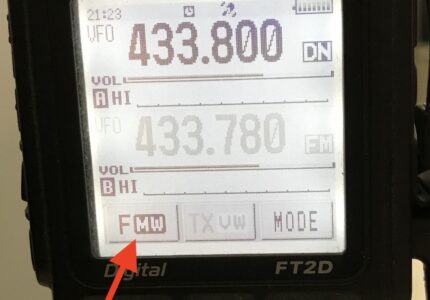 21:23
VFO 433.800 DN
VOL
A HI
VFO 433.780 FM
VOL
B HI
F MW TX VW MODE
Digital FT2D